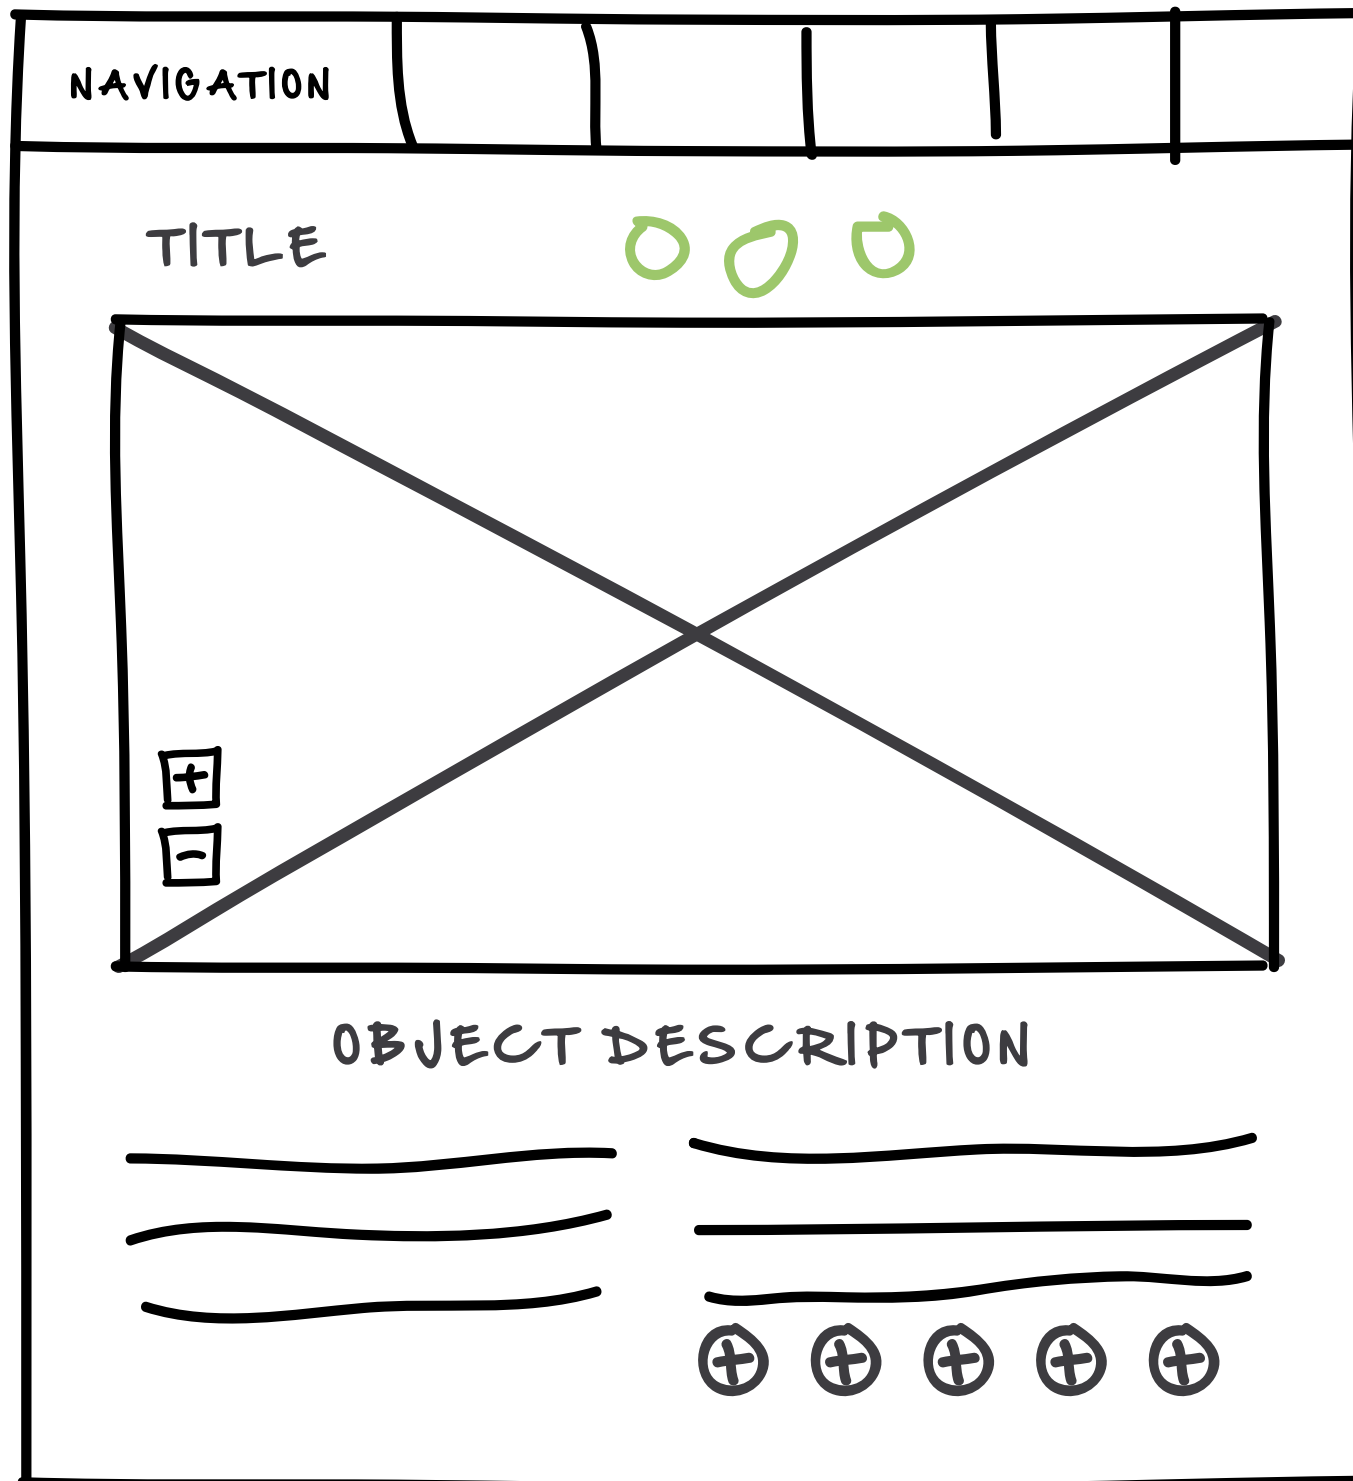 NAVIGATION
TITLE
+
-
OBJECT DESCRIPTION
+ + + + +